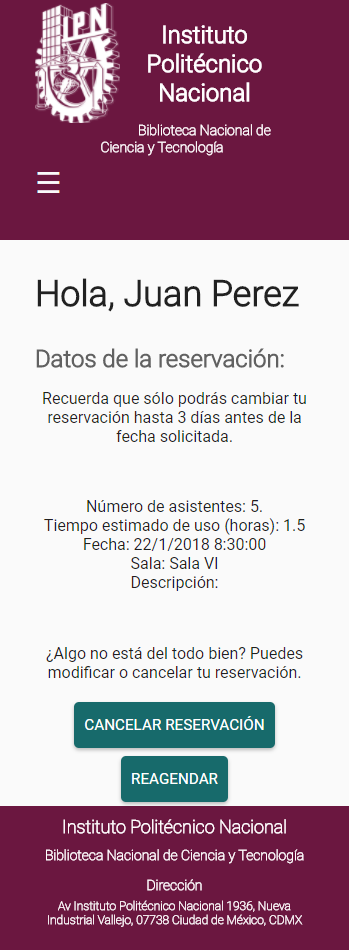 IPN
Instituto
Politécnico
Nacional
Biblioteca Nacional de
Ciencia y Tecnología
Hola, Juan Perez
Datos de la reservación:
Recuerda que sólo podrás cambiar tu
reservación hasta 3 días antes de la
fecha solicitada.
Número de asistentes: 5.
Tiempo estimado de uso (horas): 1.5
Fecha: 22/1/2018 8:30:00
Sala: Sala VI
Descripción:
¿Algo no está del todo bien? Puedes
modificar o cancelar tu reservación.
CANCELAR RESERVACIÓN
REAGENDAR
Instituto Politécnico Nacional
Biblioteca Nacional de Ciencia y Tecnología
Dirección
Av Instituto Politécnico Nacional 1936, Nueva
Industrial Vallejo, 07738 Ciudad de México, CDMX